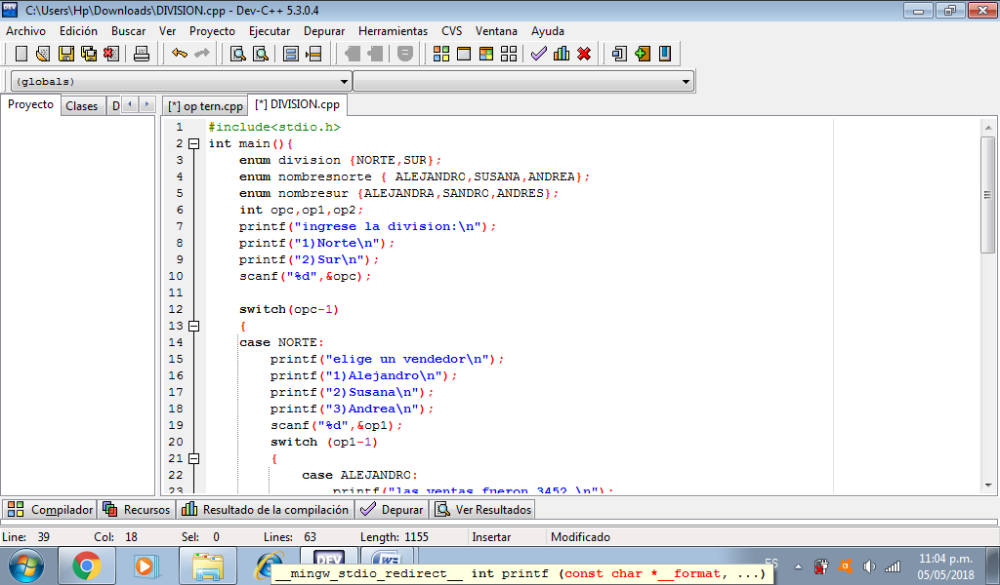 C:\Users\Hp\Downloads\DIVISION.cpp - Dev-C++ 5.3.0.4
Archivo Edición Buscar Ver Proyecto Ejecutar Depurar Herramientas CVS Ventana Ayuda
(globals)
Proyecto Clases D [*] op tern.cpp [*] DIVISION.cpp
1 #include<stdio.h>
2 int main(){
3 enum division {NORTE,SUR};
4 enum nombresnorte { ALEJANDRO,SUSANA,ANDREA};
5 enum nombresur {ALEJANDRA,SANDRO,ANDRES};
6 int opc,op1,op2;
7 printf("ingrese la division:\n");
8 printf("1)Norte\n");
9 printf("2)Sur\n");
10 scanf("%d",&opc);
11
12 switch(opc-1)
13 {
14 case NORTE:
15 printf("elige un vendedor\n");
16 printf("1)Alejandro\n");
17 printf("2)Susana\n");
18 printf("3)Andrea\n");
19 scanf("%d",&op1);
20 switch (op1-1)
21 {
22 case ALEJANDRO:
23 printf("las ventas fueron 3452 \n");
Compilador Recursos Resultado de la compilación Depurar Ver Resultados
Line: 39 Col: 18 Sel: 0 Lines: 63 Length: 1155 Insertar Modificado
DEV
ES
11:04 p.m.
__mingw_stdio_redirect__ int printf (const char *__format, ...)
05/05/2018